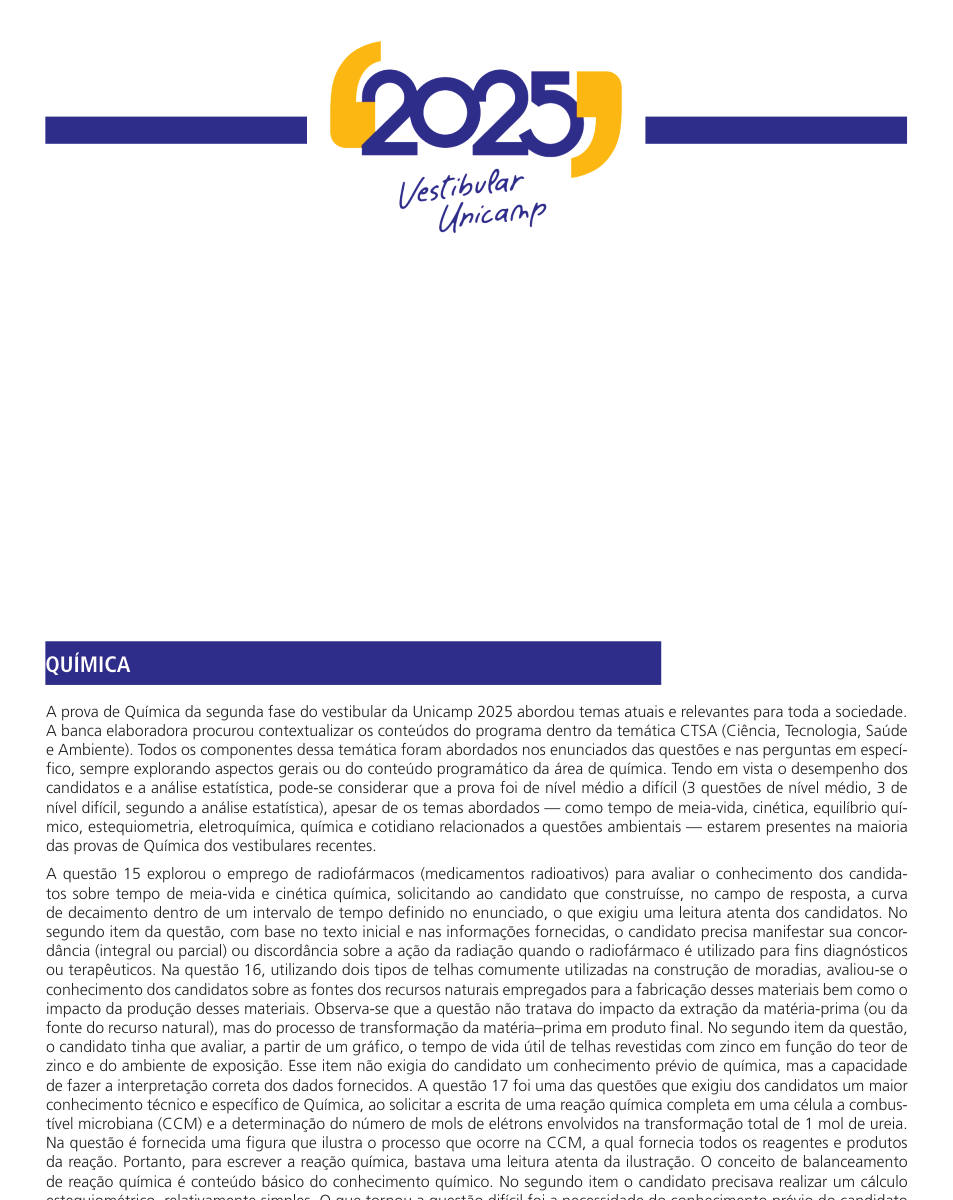 2025
Vestibular
Unicamp
QUÍMICA
A prova de Química da segunda fase do vestibular da Unicamp 2025 abordou temas atuais e relevantes para toda a sociedade.
A banca elaboradora procurou contextualizar os conteúdos do programa dentro da temática CTSA (Ciência, Tecnologia, Saúde
e Ambiente). Todos os componentes dessa temática foram abordados nos enunciados das questões e nas perguntas em especí-
fico, sempre explorando aspectos gerais ou do conteúdo programático da área de química. Tendo em vista o desempenho dos
candidatos e a análise estatística, pode-se considerar que a prova foi de nível médio a difícil (3 questões de nível médio, 3 de
nível difícil, segundo a análise estatística), apesar de os temas abordados — como tempo de meia-vida, cinética, equilíbrio quí-
mico, estequiometria, eletroquímica, química e cotidiano relacionados a questões ambientais — estarem presentes na maioria
das provas de Química dos vestibulares recentes.
A questão 15 explorou o emprego de radiofármacos (medicamentos radioativos) para avaliar o conhecimento dos candida-
tos sobre tempo de meia-vida e cinética química, solicitando ao candidato que construísse, no campo de resposta, a curva
de decaimento dentro de um intervalo de tempo definido no enunciado, o que exigiu uma leitura atenta dos candidatos. No
segundo item da questão, com base no texto inicial e nas informações fornecidas, o candidato precisa manifestar sua concor-
dância (integral ou parcial) ou discordância sobre a ação da radiação quando o radiofármaco é utilizado para fins diagnósticos
ou terapêuticos. Na questão 16, utilizando dois tipos de telhas comumente utilizadas na construção de moradias, avaliou-se o
conhecimento dos candidatos sobre as fontes dos recursos naturais empregados para a fabricação desses materiais bem como o
impacto da produção desses materiais. Observa-se que a questão não tratava do impacto da extração da matéria-prima (ou da
fonte do recurso natural), mas do processo de transformação da matéria–prima em produto final. No segundo item da questão,
o candidato tinha que avaliar, a partir de um gráfico, o tempo de vida útil de telhas revestidas com zinco em função do teor de
zinco e do ambiente de exposição. Esse item não exigia do candidato um conhecimento prévio de química, mas a capacidade
de fazer a interpretação correta dos dados fornecidos. A questão 17 foi uma das questões que exigiu dos candidatos um maior
conhecimento técnico e específico de Química, ao solicitar a escrita de uma reação química completa em uma célula a combus-
tível microbiana (CCM) e a determinação do número de mols de elétrons envolvidos na transformação total de 1 mol de ureia.
Na questão é fornecida uma figura que ilustra o processo que ocorre na CCM, a qual fornecia todos os reagentes e produtos
da reação. Portanto, para escrever a reação química, bastava uma leitura atenta da ilustração. O conceito de balanceamento
de reação química é conteúdo básico do conhecimento químico. No segundo item o candidato precisava realizar um cálculo
estequiométrico, relativamente simples. O que tornou a questão difícil foi a necessidade do conhecimento prévio do candidato